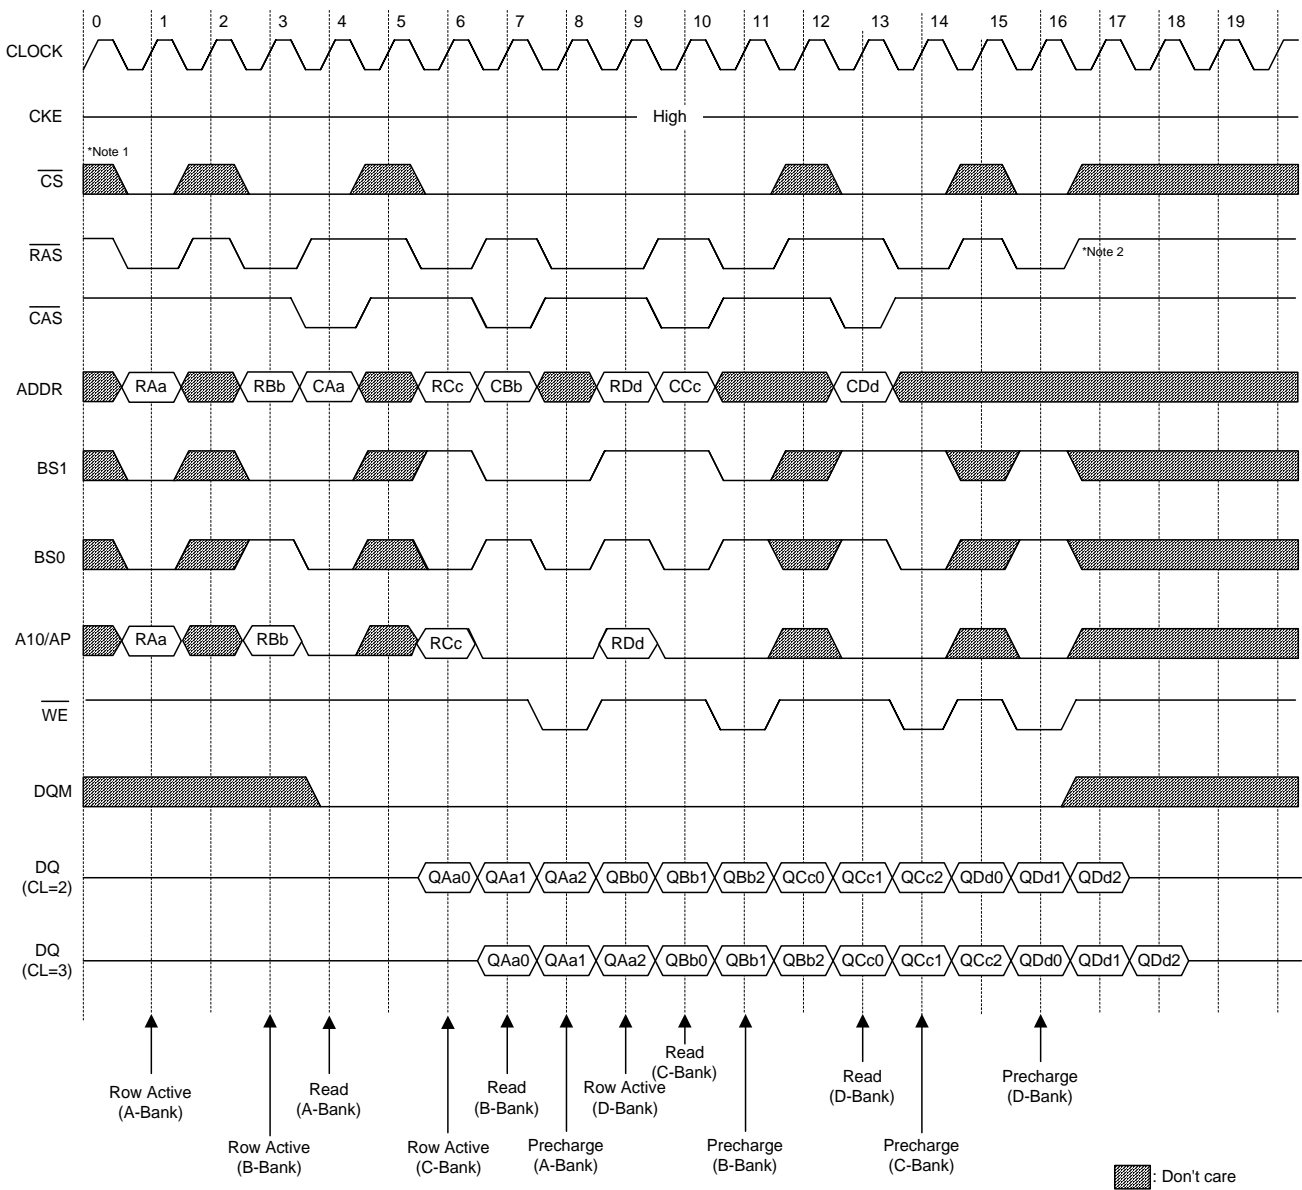 0 1 2 3 4 5 6 7 8 9 10 11 12 13 14 15 16 17 18 19
CLOCK
CKE High
*Note 1
CS
RAS
*Note 2
CAS
ADDR RAa RBb CAa RCc CBb RDd CCc CDd
BS1
BS0
A10/AP RAa RBb RCc RDd
WE
DQM
DQ
(CL=2)
QAa0 QAa1 QAa2 QBb0 QBb1 QBb2 QCc0 QCc1 QCc2 QDd0 QDd1 QDd2
DQ
(CL=3)
QAa0 QAa1 QAa2 QBb0 QBb1 QBb2 QCc0 QCc1 QCc2 QDd0 QDd1 QDd2
Row Active
(A-Bank)
Row Active
(B-Bank)
Read
(A-Bank)
Row Active
(C-Bank)
Read
(B-Bank)
Precharge
(A-Bank)
Row Active
(D-Bank)
Read
(C-Bank)
Precharge
(B-Bank)
Read
(D-Bank)
Precharge
(C-Bank)
Precharge
(D-Bank)
: Don't care